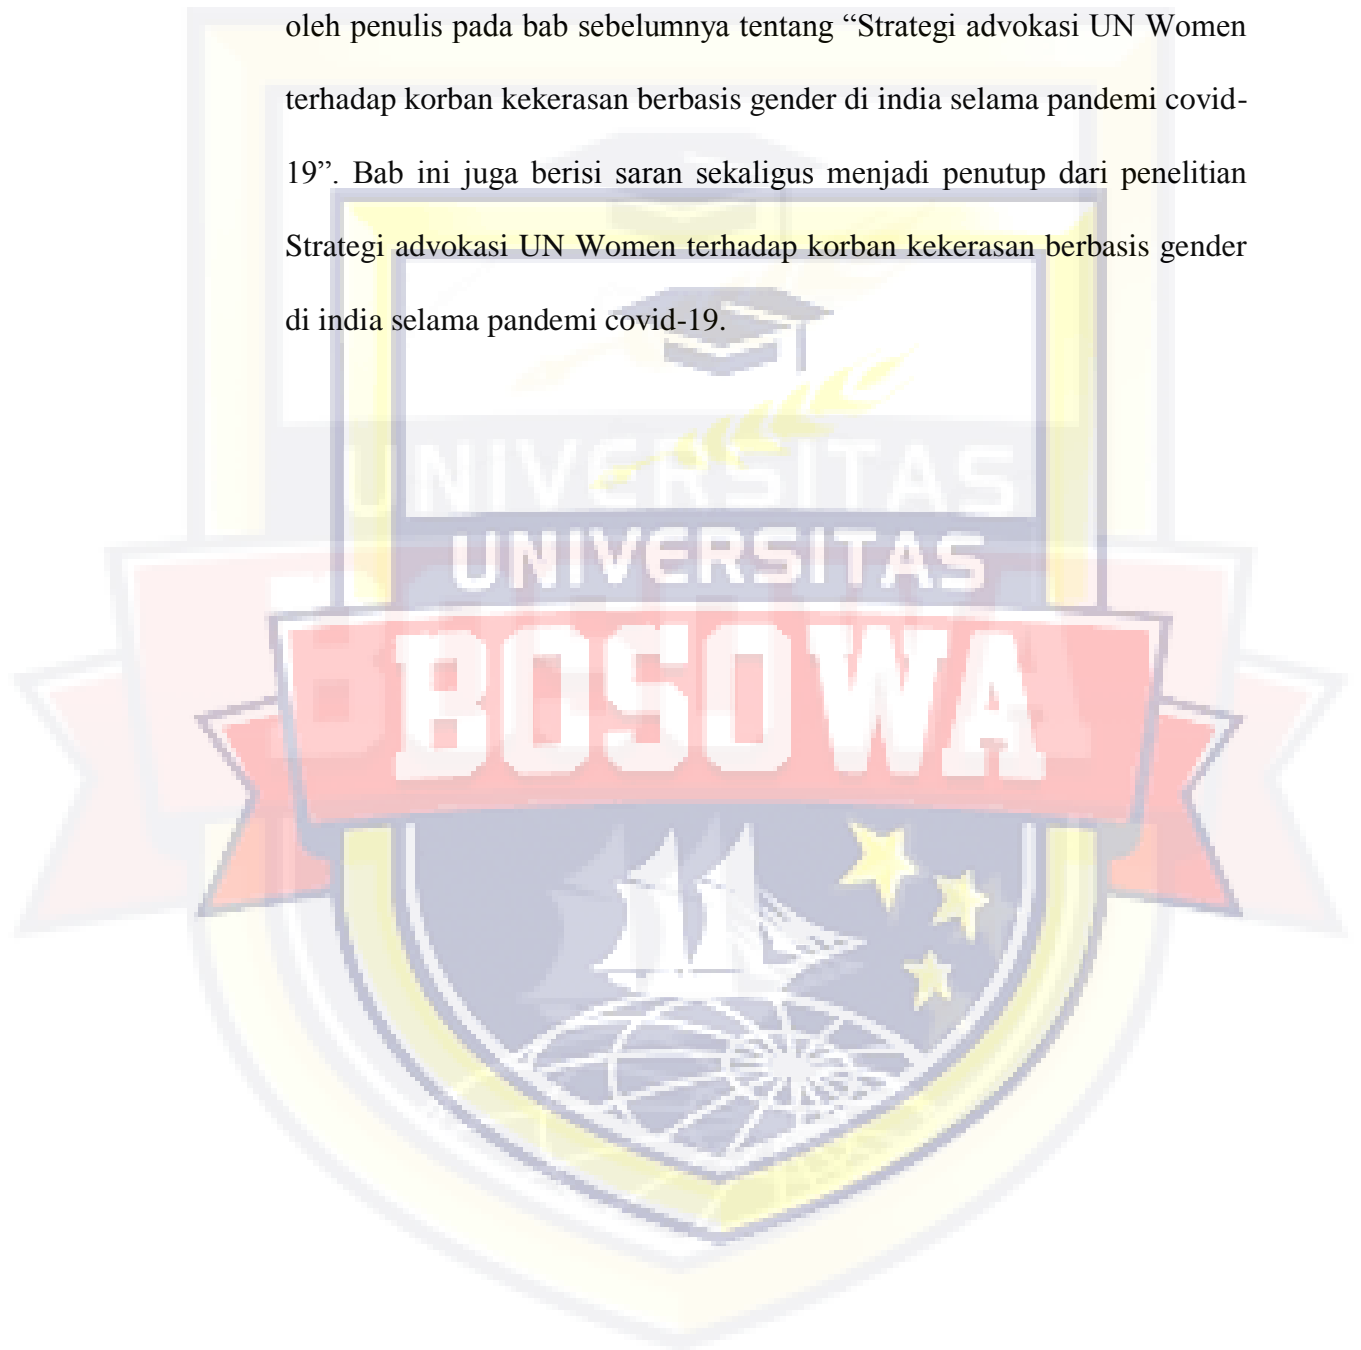 oleh penulis pada bab sebelumnya tentang “Strategi advokasi UN Women
terhadap korban kekerasan berbasis gender di india selama pandemi covid-
19”. Bab ini juga berisi saran sekaligus menjadi penutup dari penelitian
Strategi advokasi UN Women terhadap korban kekerasan berbasis gender
di india selama pandemi covid-19.
UNIVERSITAS
UNIVERSITAS
BOSOWA
BOSOWA